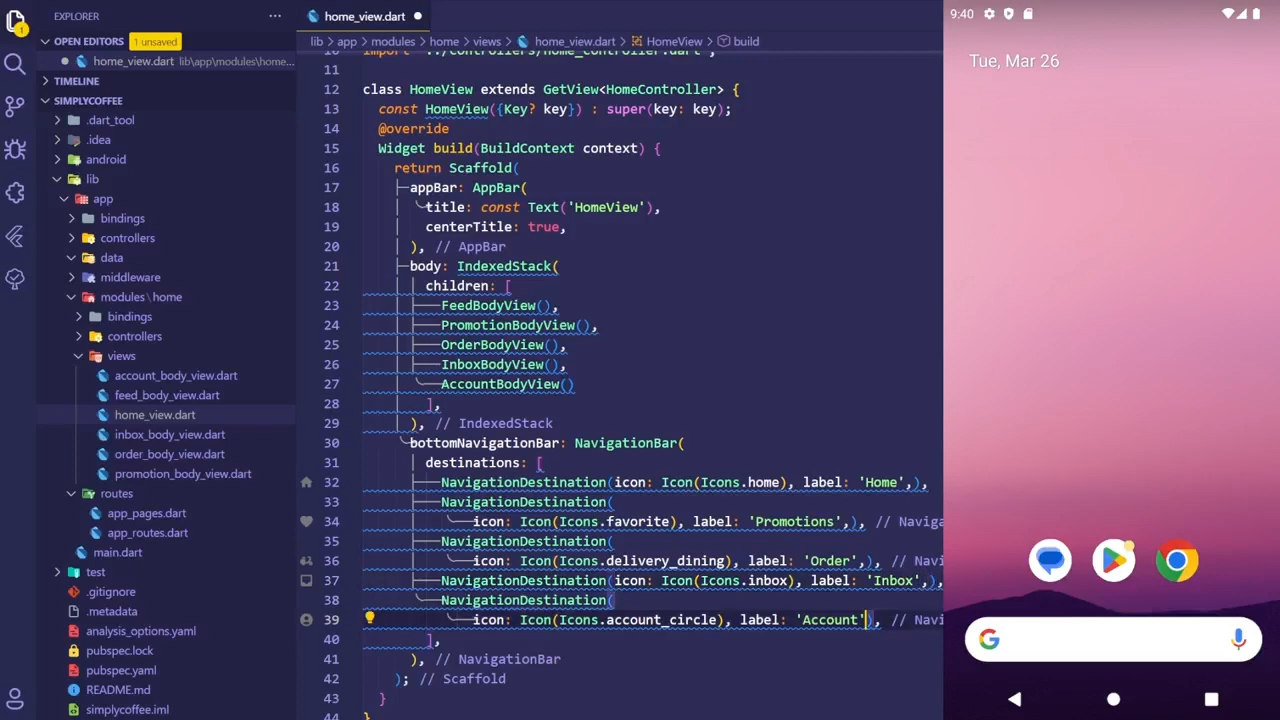 EXPLORER
OPEN EDITORS 1 unsaved
home_view.dart lib\app\modules\home...
TIMELINE
SIMPLYCOFFEE
.dart_tool
.idea
android
lib
app
bindings
controllers
data
middleware
modules\home
bindings
controllers
views
account_body_view.dart
feed_body_view.dart
home_view.dart
inbox_body_view.dart
order_body_view.dart
promotion_body_view.dart
routes
app_pages.dart
app_routes.dart
main.dart
test
.gitignore
.metadata
analysis_options.yaml
pubspec.lock
pubspec.yaml
README.md
simplycoffee.iml
1
home_view.dart
lib > app > modules > home > views > home_view.dart > HomeView > build
10 import '../controllers/home_controller.dart';
11
12 class HomeView extends GetView<HomeController> {
13 const HomeView({Key? key}) : super(key: key);
14 @override
15 Widget build(BuildContext context) {
16 return Scaffold(
17 appBar: AppBar(
18 title: const Text('HomeView'),
19 centerTitle: true,
20 ), // AppBar
21 body: IndexedStack(
22 children: [
23 FeedBodyView(),
24 PromotionBodyView(),
25 OrderBodyView(),
26 InboxBodyView(),
27 AccountBodyView()
28 ],
29 ), // IndexedStack
30 bottomNavigationBar: NavigationBar(
31 destinations: [
32 NavigationDestination(icon: Icon(Icons.home), label: 'Home',),
33 NavigationDestination(
34 icon: Icon(Icons.favorite), label: 'Promotions',), // Naviga
35 NavigationDestination(
36 icon: Icon(Icons.delivery_dining), label: 'Order',), // Navi
37 NavigationDestination(icon: Icon(Icons.inbox), label: 'Inbox',),
38 NavigationDestination(
39 icon: Icon(Icons.account_circle), label: 'Account'), // Navi
40 ],
41 ), // NavigationBar
42 ); // Scaffold
43 }
44 }
9:40
Tue, Mar 26